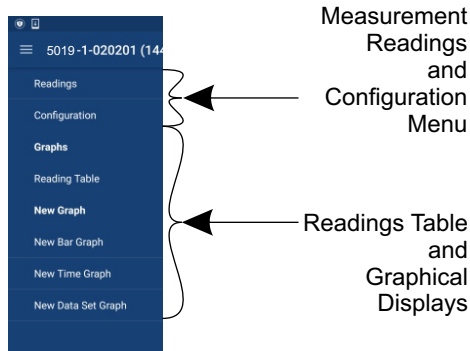 5019-1-020201 (144
Readings
Configuration
Graphs
Reading Table
New Graph
New Bar Graph
New Time Graph
New Data Set Graph
Measurement
Readings
and
Configuration
Menu
Readings Table
and
Graphical
Displays